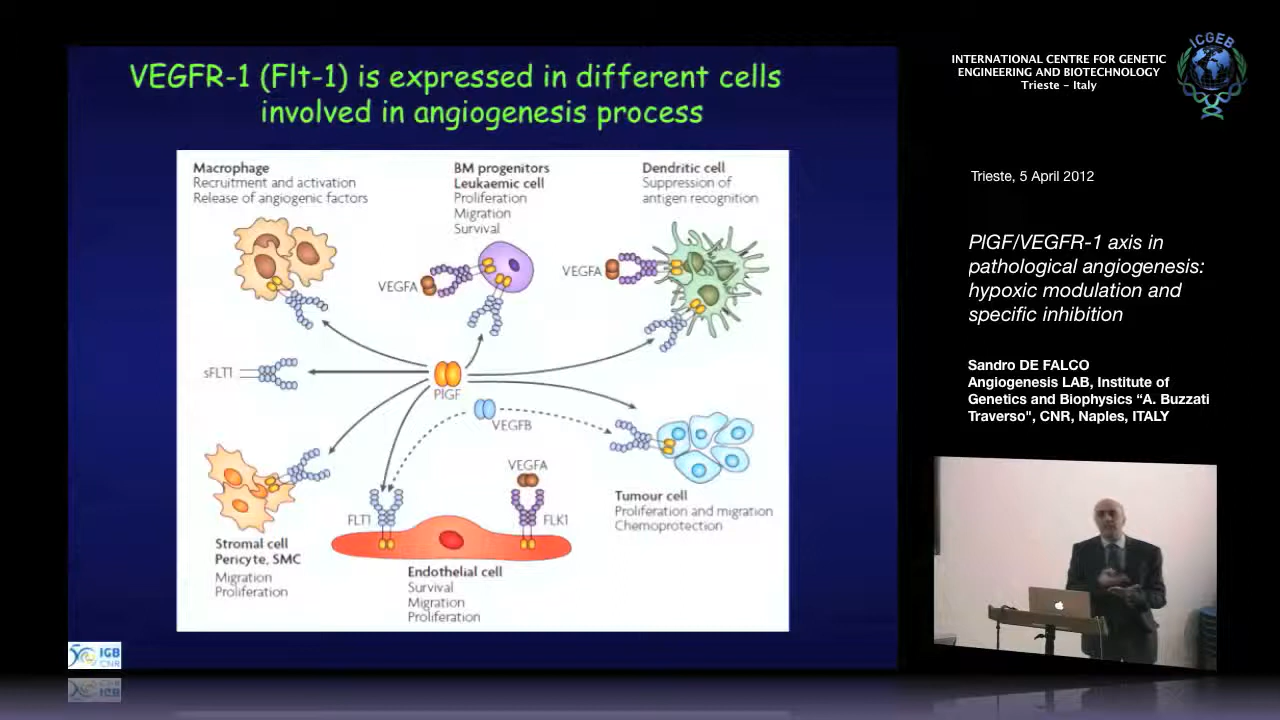 VEGFR-1 (Flt-1) is expressed in different cells
involved in angiogenesis process
Macrophage
Recruitment and activation
Release of angiogenic factors
BM progenitors
Leukaemic cell
Proliferation
Migration
Survival
Dendritic cell
Suppression of
antigen recognition
VEGFA
VEGFA
sFLT1
PlGF
VEGFB
VEGFA
FLT1
FLK1
Stromal cell
Pericyte, SMC
Migration
Proliferation
Endothelial cell
Survival
Migration
Proliferation
Tumour cell
Proliferation and migration
Chemoprotection
IGB
CNR
INTERNATIONAL CENTRE FOR GENETIC
ENGINEERING AND BIOTECHNOLOGY
Trieste - Italy
ICGEB
Trieste, 5 April 2012
PlGF/VEGFR-1 axis in
pathological angiogenesis:
hypoxic modulation and
specific inhibition
Sandro DE FALCO
Angiogenesis LAB, Institute of
Genetics and Biophysics “A. Buzzati
Traverso", CNR, Naples, ITALY